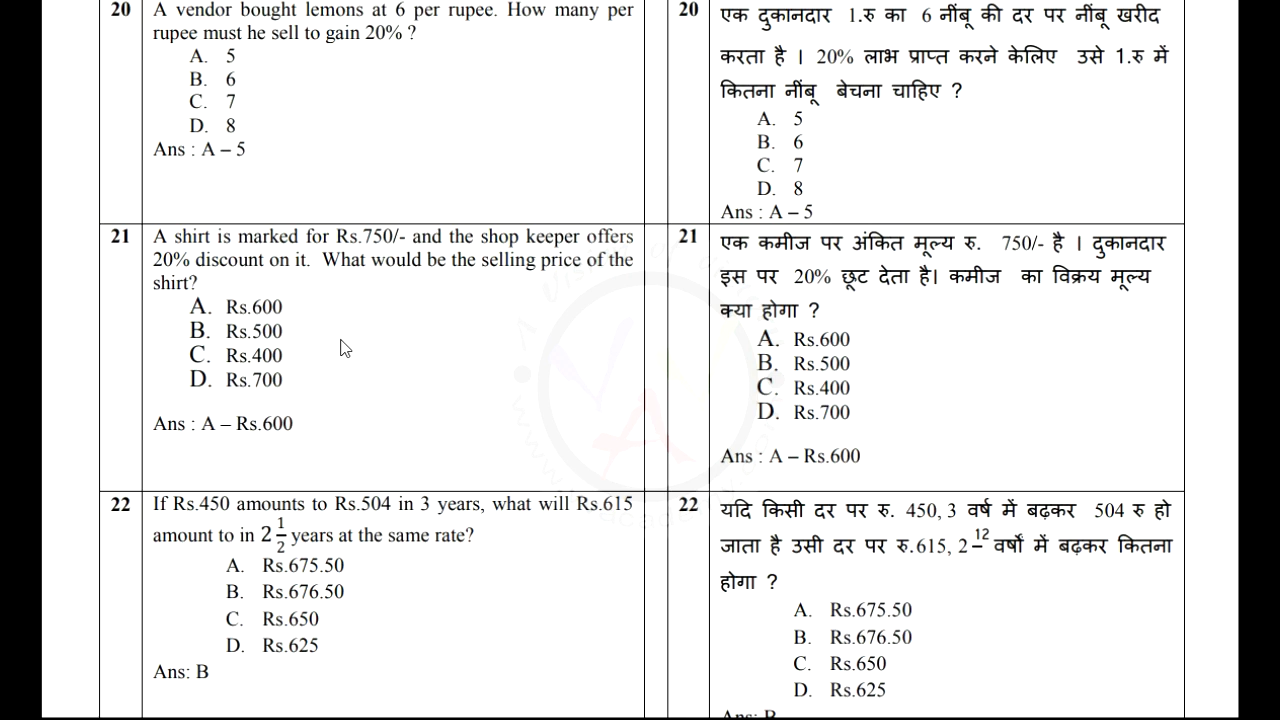 20
A vendor bought lemons at 6 per rupee. How many per
rupee must he sell to gain 20% ?
A. 5
B. 6
C. 7
D. 8
Ans : A – 5
20
एक दुकानदार 1.रु का 6 नींबू की दर पर नींबू खरीद
करता है । 20% लाभ प्राप्त करने केलिए उसे 1.रु में
कितना नींबू बेचना चाहिए ?
A. 5
B. 6
C. 7
D. 8
Ans : A – 5
21
A shirt is marked for Rs.750/- and the shop keeper offers
20% discount on it. What would be the selling price of the
shirt?
A. Rs.600
B. Rs.500
C. Rs.400
D. Rs.700
Ans : A – Rs.600
21
एक कमीज पर अंकित मूल्य रु. 750/- है । दुकानदार
इस पर 20% छूट देता है। कमीज का विक्रय मूल्य
क्या होगा ?
A. Rs.600
B. Rs.500
C. Rs.400
D. Rs.700
Ans : A – Rs.600
22
If Rs.450 amounts to Rs.504 in 3 years, what will Rs.615
amount to in 2 1/2 years at the same rate?
A. Rs.675.50
B. Rs.676.50
C. Rs.650
D. Rs.625
Ans: B
22
यदि किसी दर पर रु. 450, 3 वर्ष में बढ़कर 504 रु हो
जाता है उसी दर पर रु.615, 2 12 वर्षों में बढ़कर कितना
होगा ?
A. Rs.675.50
B. Rs.676.50
C. Rs.650
D. Rs.625
Ans: B